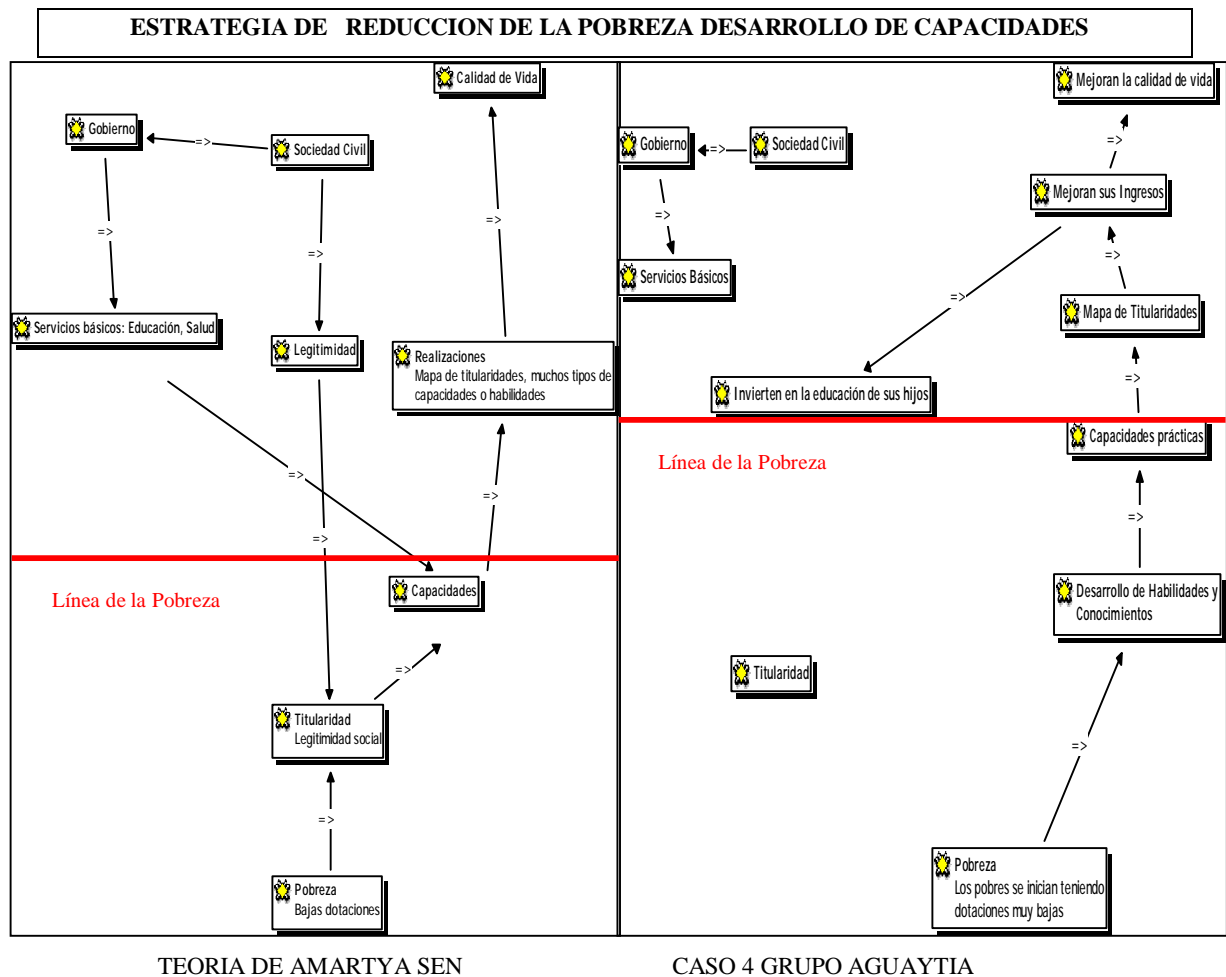 ESTRATEGIA DE REDUCCION DE LA POBREZA DESARROLLO DE CAPACIDADES
Calidad de Vida
Gobierno
=>
Sociedad Civil
=>
=>
=>
Servicios básicos: Educación, Salud
Legitimidad
Realizaciones
Mapa de titularidades, muchos tipos de
capacidades o habilidades
=>
=>
=>
Línea de la Pobreza
Capacidades
=>
Titularidad
Legitimidad social
=>
Pobreza
Bajas dotaciones
TEORIA DE AMARTYA SEN
Mejoran la calidad de vida
Gobierno
=>
Sociedad Civil
=>
Mejoran sus Ingresos
=>
Servicios Básicos
=>
=>
Mapa de Titularidades
=>
Invierten en la educación de sus hijos
Capacidades prácticas
Línea de la Pobreza
=>
Desarrollo de Habilidades y
Conocimientos
Titularidad
=>
Pobreza
Los pobres se inician teniendo
dotaciones muy bajas
CASO 4 GRUPO AGUAYTIA